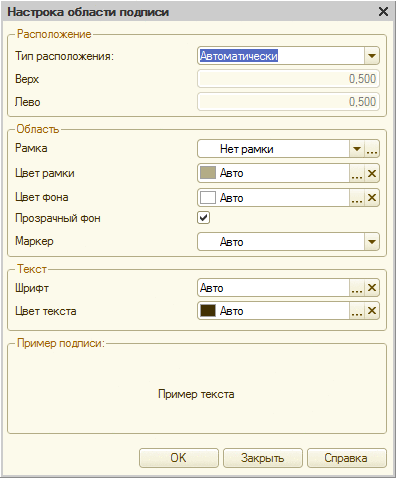 Настрока области подписи
Расположение
Тип расположения: Автоматически
Верх 0,500
Лево 0,500
Область
Рамка Нет рамки ...
Цвет рамки Авто ...
Цвет фона Авто ...
Прозрачный фон
Маркер Авто
Текст
Шрифт Авто ...
Цвет текста Авто ...
Пример подписи:
Пример текста
OK Закрыть Справка